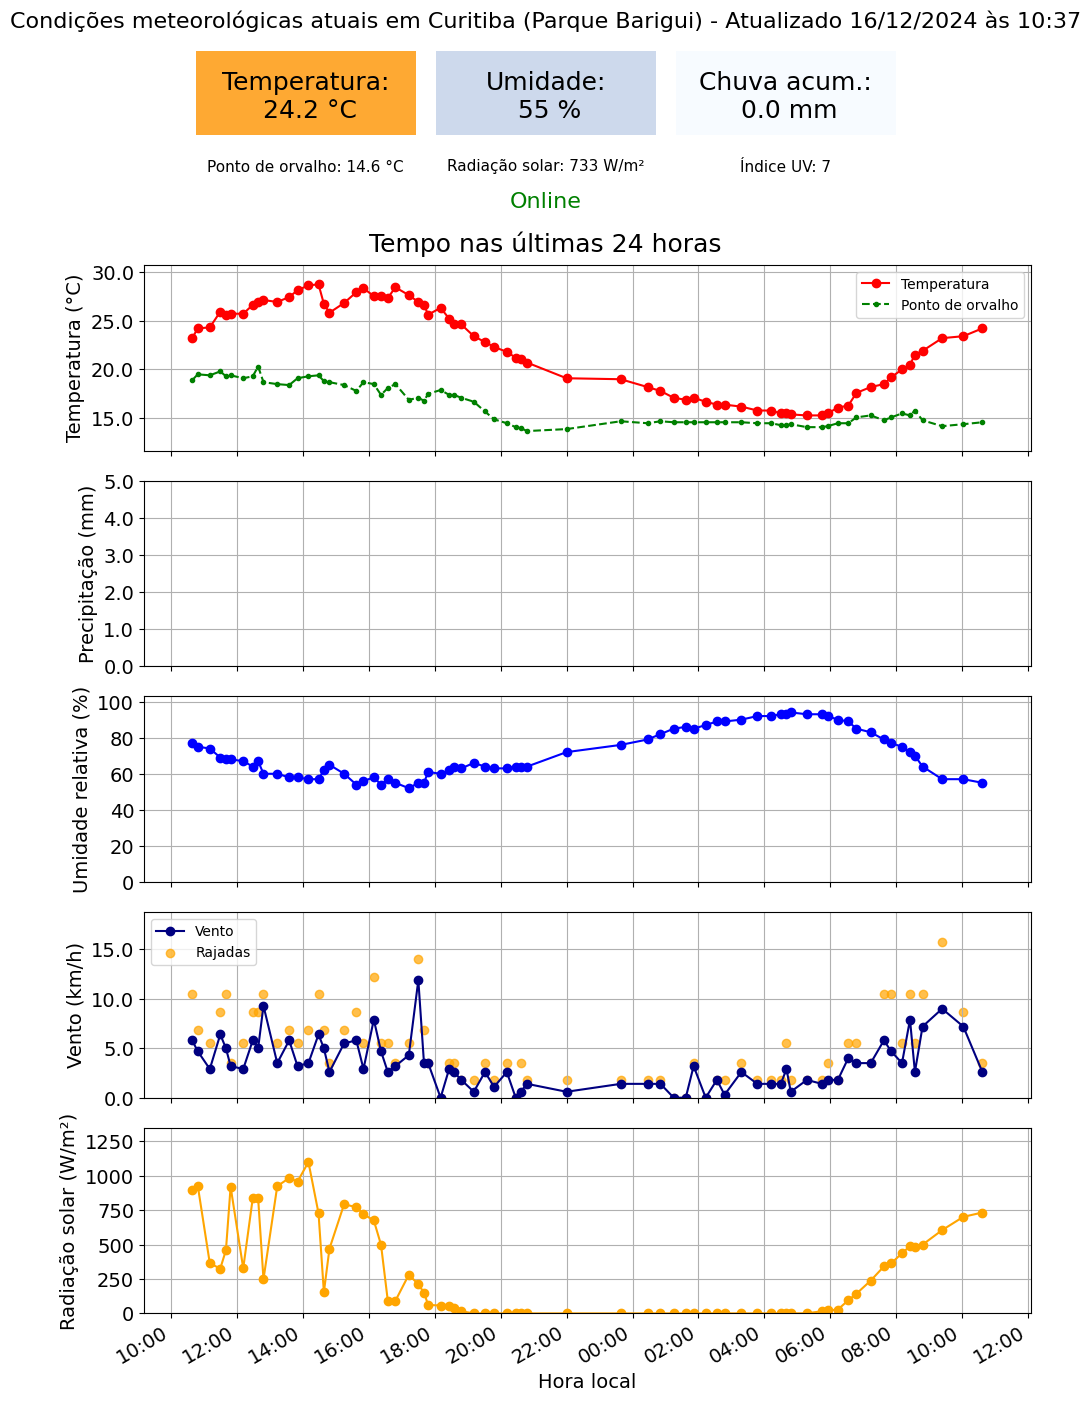 Condições meteorológicas atuais em Curitiba (Parque Barigui) - Atualizado 16/12/2024 às 10:37
Temperatura:
24.2 °C
Umidade:
55 %
Chuva acum.:
0.0 mm
Ponto de orvalho: 14.6 °C
Radiação solar: 733 W/m²
Índice UV: 7
Online
Tempo nas últimas 24 horas
Temperatura (°C)
30.0
25.0
20.0
15.0
Temperatura
Ponto de orvalho
Precipitação (mm)
5.0
4.0
3.0
2.0
1.0
0.0
Umidade relativa (%)
100
80
60
40
20
0
Vento (km/h)
15.0
10.0
5.0
0.0
Vento
Rajadas
Radiação solar (W/m²)
1250
1000
750
500
250
0
10:00
12:00
14:00
16:00
18:00
20:00
22:00
00:00
02:00
04:00
06:00
08:00
10:00
12:00
Hora local